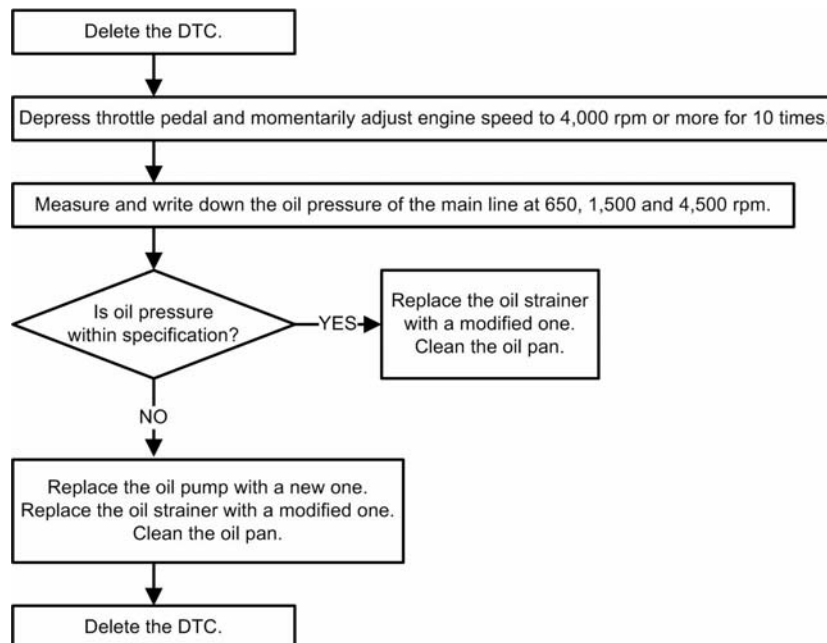 Delete the DTC.
Depress throttle pedal and momentarily adjust engine speed to 4,000 rpm or more for 10 times.
Measure and write down the oil pressure of the main line at 650, 1,500 and 4,500 rpm.
Is oil pressure
within specification?
YES
Replace the oil strainer
with a modified one.
Clean the oil pan.
NO
Replace the oil pump with a new one.
Replace the oil strainer with a modified one.
Clean the oil pan.
Delete the DTC.